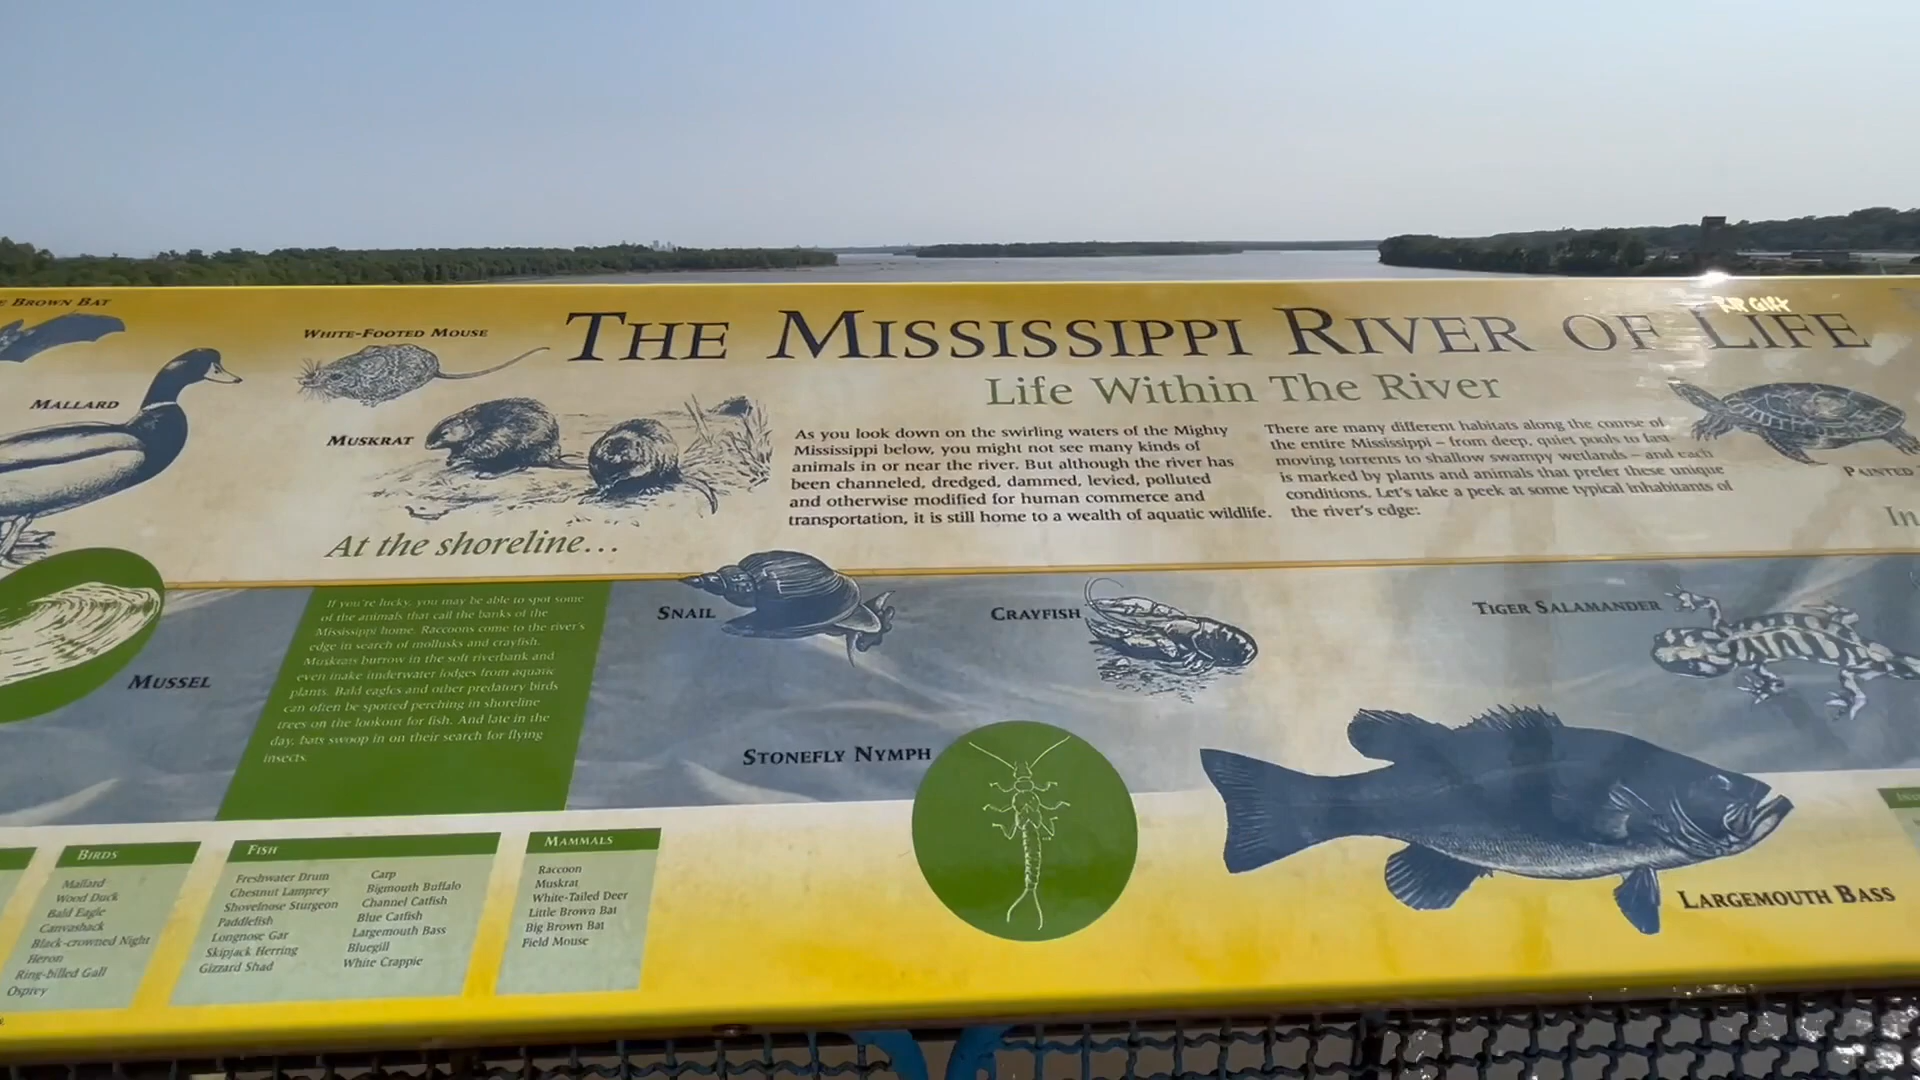 BROWN BAT
WHITE-FOOTED MOUSE
MALLARD
MUSKRAT
THE MISSISSIPPI RIVER OF LIFE
Life Within The River
As you look down on the swirling waters of the Mighty
Mississippi below, you might not see many kinds of
animals in or near the river. But although the river has
been channeled, dredged, dammed, levied, polluted
and otherwise modified for human commerce and
transportation, it is still home to a wealth of aquatic wildlife.
There are many different habitats along the course of
the entire Mississippi – from deep, quiet pools to fast-
moving torrents to shallow swampy wetlands – and each
is marked by plants and animals that prefer these unique
conditions. Let's take a peek at some typical inhabitants of
the river's edge:
PAINTED
In
At the shoreline...
MUSSEL
If you're lucky, you may be able to spot some
of the animals that call the banks of the
Mississippi home. Raccoons come to the river's
edge in search of mollusks and crayfish.
Muskrats burrow in the soft riverbank and
even make underwater lodges from aquatic
plants. Bald eagles and other predatory birds
can often be spotted perching in shoreline
trees on the lookout for fish. And late in the
day, bats swoop in on their search for flying
insects.
SNAIL
CRAYFISH
TIGER SALAMANDER
STONEFLY NYMPH
LARGEMOUTH BASS
BIRDS
Mallard
Wood Duck
Bald Eagle
Canvasback
Black-crowned Night
Heron
Ring-billed Gull
Osprey
FISH
Freshwater Drum
Chestnut Lamprey
Shovelnose Sturgeon
Paddlefish
Longnose Gar
Skipjack Herring
Gizzard Shad
Carp
Bigmouth Buffalo
Channel Catfish
Blue Catfish
Largemouth Bass
Bluegill
White Crappie
MAMMALS
Raccoon
Muskrat
White-Tailed Deer
Little Brown Bat
Big Brown Bat
Field Mouse